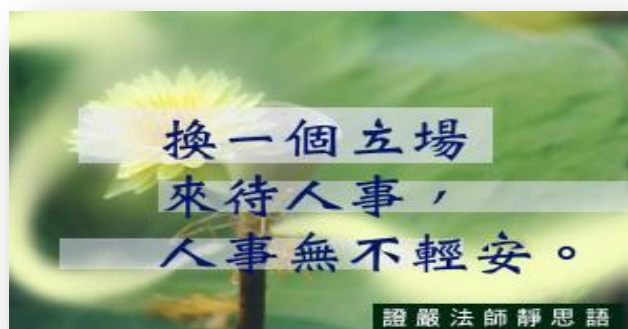 換一個立場
來待人事，
人事無不輕安。
證嚴法師靜思語